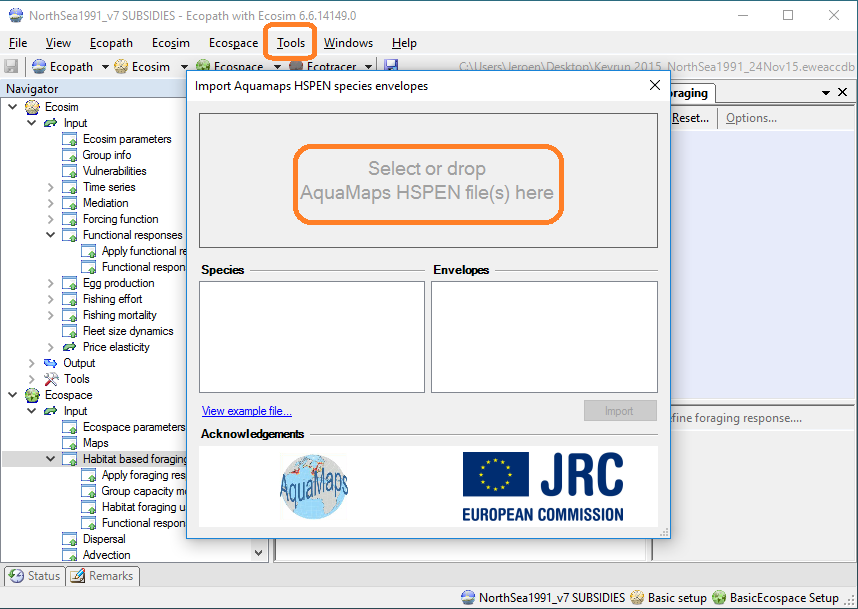 NorthSea1991_v7 SUBSIDIES - Ecopath with Ecosim 6.6.14149.0
File View Ecopath Ecosim Ecospace Tools Windows Help
Ecopath Ecosim Ecospace Ecotracer C:\Users\Jeroen\Desktop\Keyrun 2015_NorthSea1991_24Nov15.eweaccdb
Navigator
Ecosim
Input
Ecosim parameters
Group info
Vulnerabilities
Time series
Mediation
Forcing function
Functional responses
Apply functional re
Functional respon
Egg production
Fishing effort
Fishing mortality
Fleet size dynamics
Price elasticity
Output
Tools
Ecospace
Input
Ecospace parameters
Maps
Habitat based foraging
Apply foraging res
Group capacity m
Habitat foraging u
Functional respon
Dispersal
Advection
Import Aquamaps HSPEN species envelopes
Select or drop
AquaMaps HSPEN file(s) here
Species
Envelopes
View example file...
Import
Acknowledgements
AquaMaps
JRC
EUROPEAN COMMISSION
raging
Reset... Options...
fine foraging response....
Status Remarks
NorthSea1991_v7 SUBSIDIES Basic setup BasicEcospace Setup